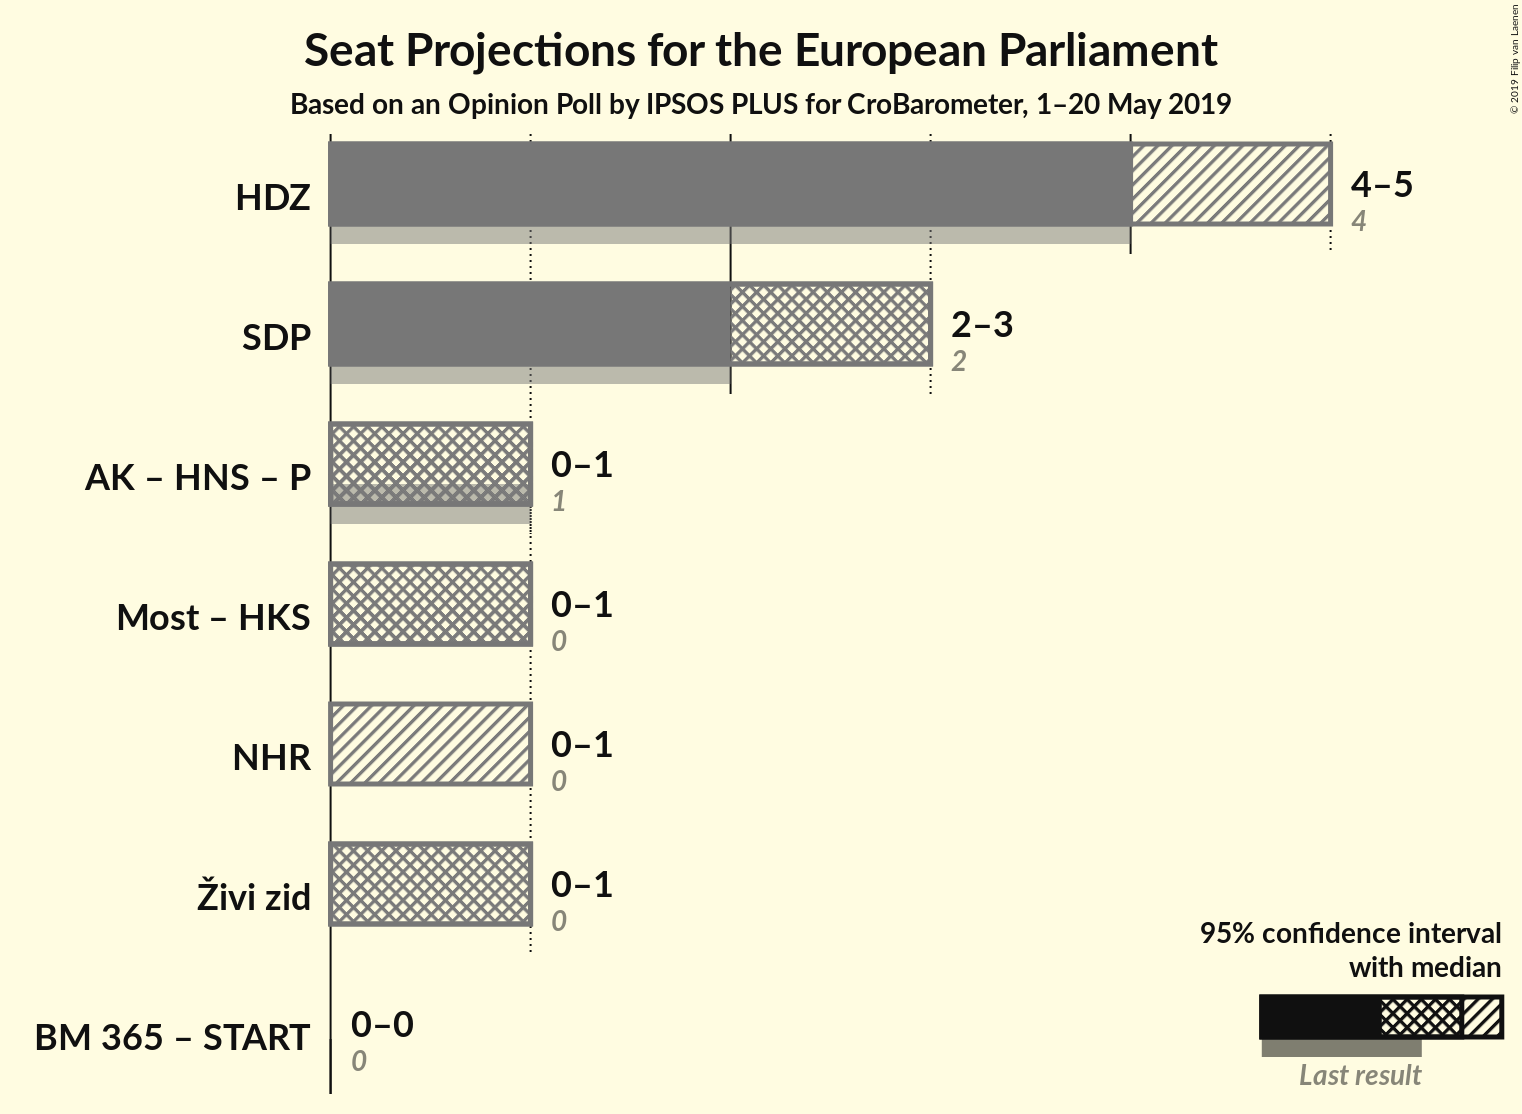 Seat Projections for the European Parliament
Based on an Opinion Poll by IPSOS PLUS for CroBarometer, 1–20 May 2019
© 2019 Filip van Laenen
HDZ
4–5
4
SDP
2–3
2
AK – HNS – P
0–1
1
Most – HKS
0–1
0
NHR
0–1
0
Živi zid
0–1
0
BM 365 – START
0–0
0
95% confidence interval
with median
Last result